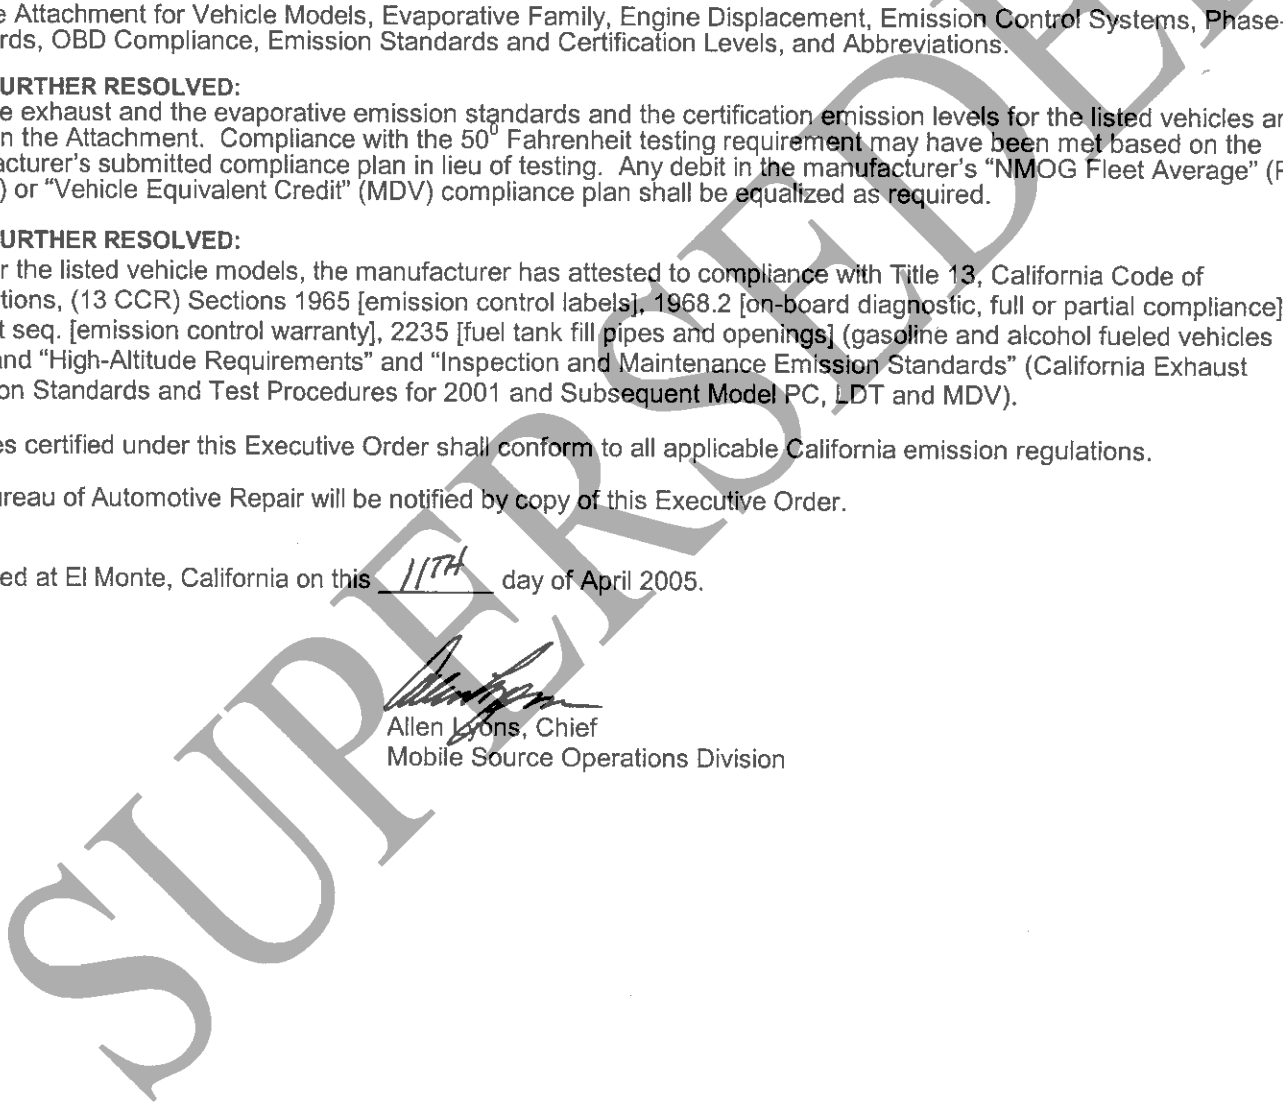 e Attachment for Vehicle Models, Evaporative Family, Engine Displacement, Emission Control Systems, Phase-
rds, OBD Compliance, Emission Standards and Certification Levels, and Abbreviations.
URTHER RESOLVED:
e exhaust and the evaporative emission standards and the certification emission levels for the listed vehicles ar
n the Attachment. Compliance with the 50⁰ Fahrenheit testing requirement may have been met based on the
acturer's submitted compliance plan in lieu of testing. Any debit in the manufacturer's “NMOG Fleet Average” (P
) or “Vehicle Equivalent Credit” (MDV) compliance plan shall be equalized as required.
URTHER RESOLVED:
r the listed vehicle models, the manufacturer has attested to compliance with Title 13, California Code of
tions, (13 CCR) Sections 1965 [emission control labels], 1968.2 [on-board diagnostic, full or partial compliance]
t seq. [emission control warranty], 2235 [fuel tank fill pipes and openings] (gasoline and alcohol fueled vehicles
nd “High-Altitude Requirements” and “Inspection and Maintenance Emission Standards” (California Exhaust
on Standards and Test Procedures for 2001 and Subsequent Model PC, LDT and MDV).
es certified under this Executive Order shall conform to all applicable California emission regulations.
ureau of Automotive Repair will be notified by copy of this Executive Order.
ed at El Monte, California on this 11TH day of April 2005.
Allen Lyons, Chief
Mobile Source Operations Division
SUPERSEDE